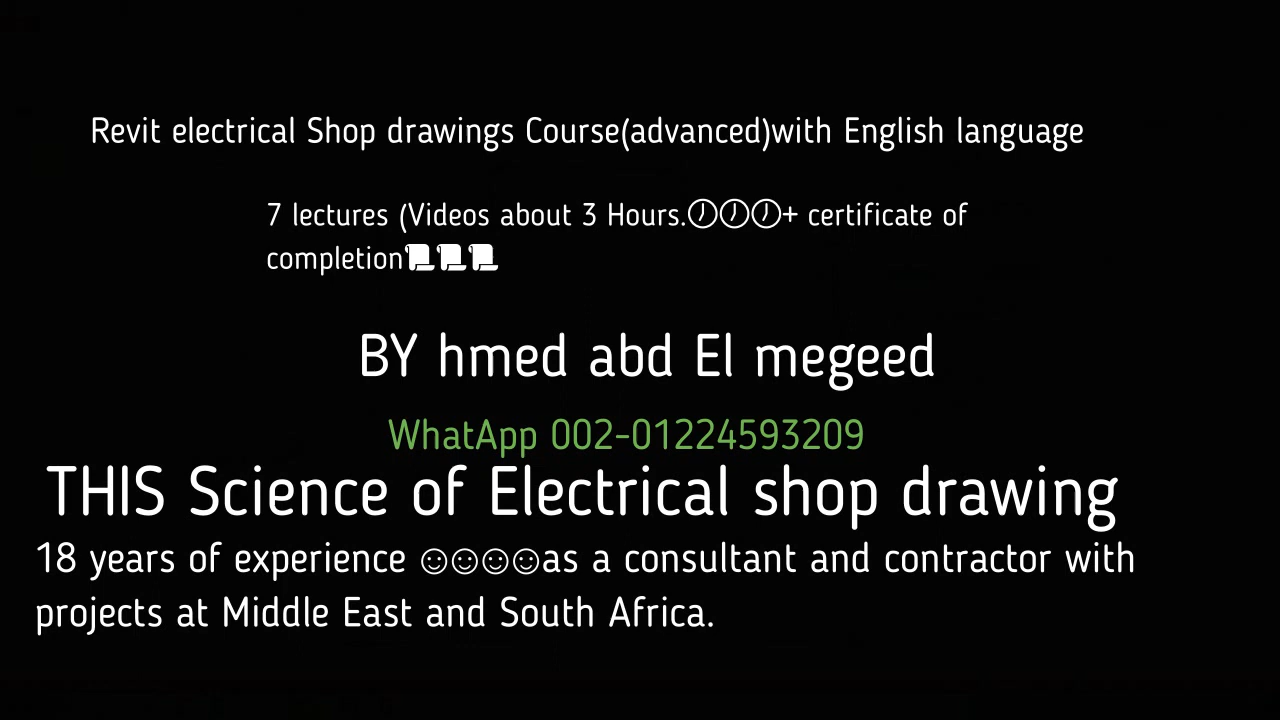 Revit electrical Shop drawings Course(advanced)with English language
7 lectures (Videos about 3 Hours.🕖🕖🕖+ certificate of
completion📜📜📜
BY hmed abd El megeed
WhatApp 002-01224593209
THIS Science of Electrical shop drawing
18 years of experience ☺☺☺☺as a consultant and contractor with
projects at Middle East and South Africa.